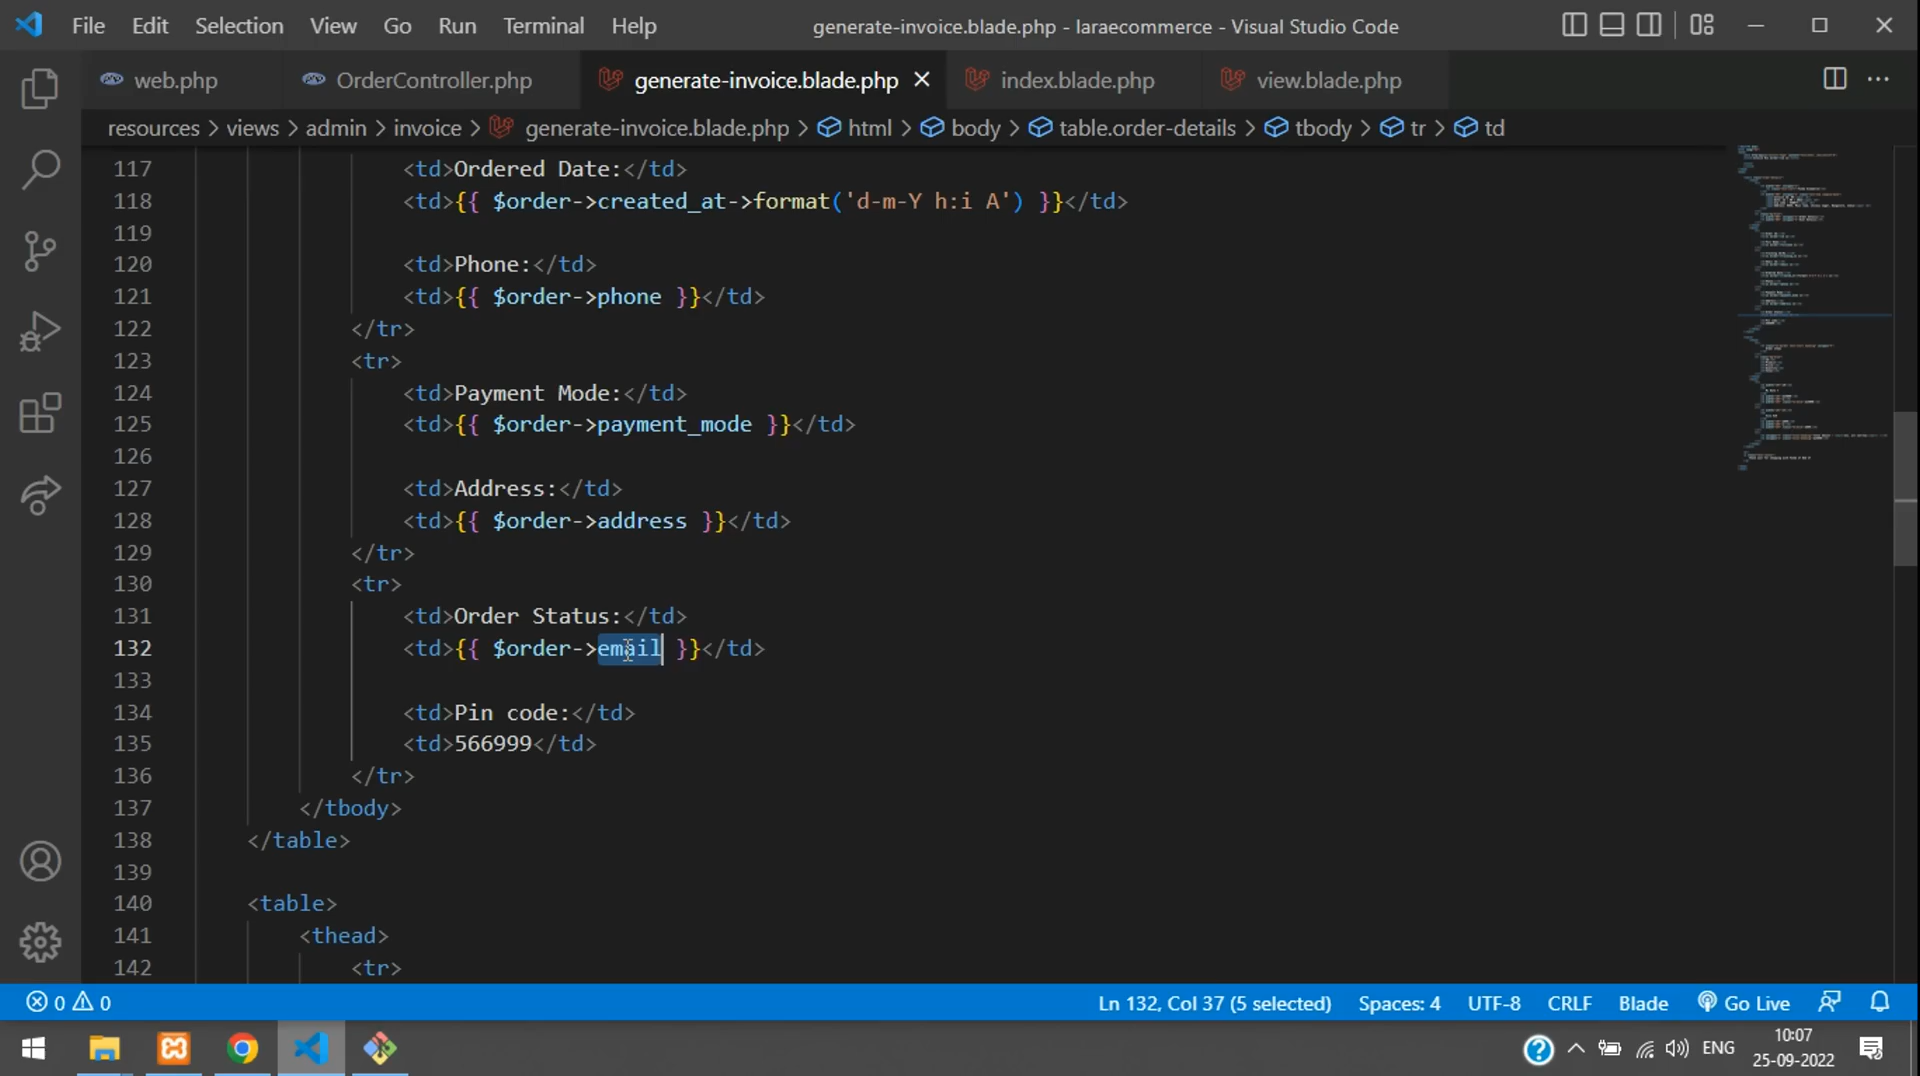 File Edit Selection View Go Run Terminal Help generate-invoice.blade.php - laraecommerce - Visual Studio Code
web.php OrderController.php generate-invoice.blade.php index.blade.php view.blade.php
resources > views > admin > invoice > generate-invoice.blade.php > html > body > table.order-details > tbody > tr > td
117 <td>Ordered Date:</td>
118 <td>{{ $order->created_at->format('d-m-Y h:i A') }}</td>
119
120 <td>Phone:</td>
121 <td>{{ $order->phone }}</td>
122 </tr>
123 <tr>
124 <td>Payment Mode:</td>
125 <td>{{ $order->payment_mode }}</td>
126
127 <td>Address:</td>
128 <td>{{ $order->address }}</td>
129 </tr>
130 <tr>
131 <td>Order Status:</td>
132 <td>{{ $order->email }}</td>
133
134 <td>Pin code:</td>
135 <td>566999</td>
136 </tr>
137 </tbody>
138 </table>
139
140 <table>
141 <thead>
142 <tr>
0 0 Ln 132, Col 37 (5 selected) Spaces: 4 UTF-8 CRLF Blade Go Live
ENG 10:07
25-09-2022